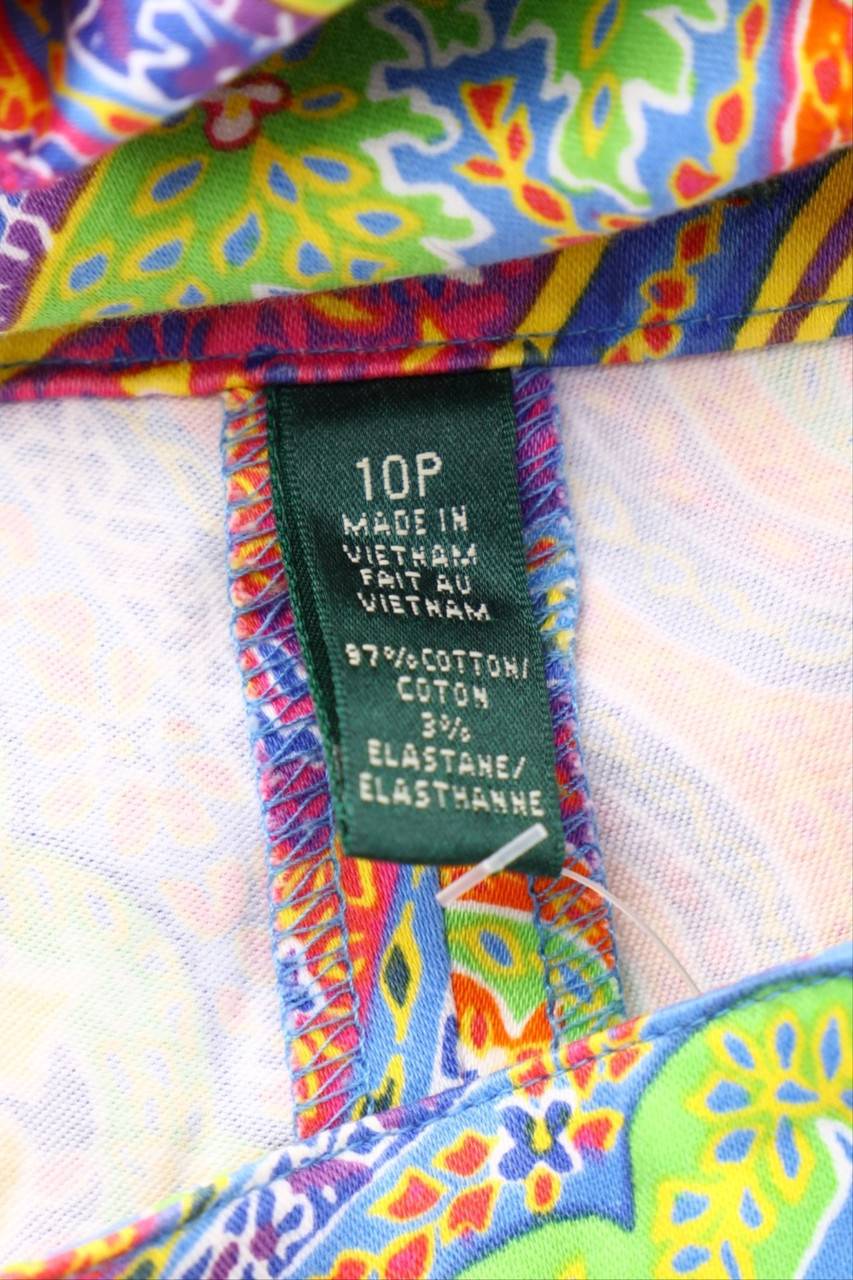 10P
MADE IN
VIETNAM
FAIT AU
VIETNAM
97% COTTON/
COTON
3%
ELASTANE/
ELASTHANNE